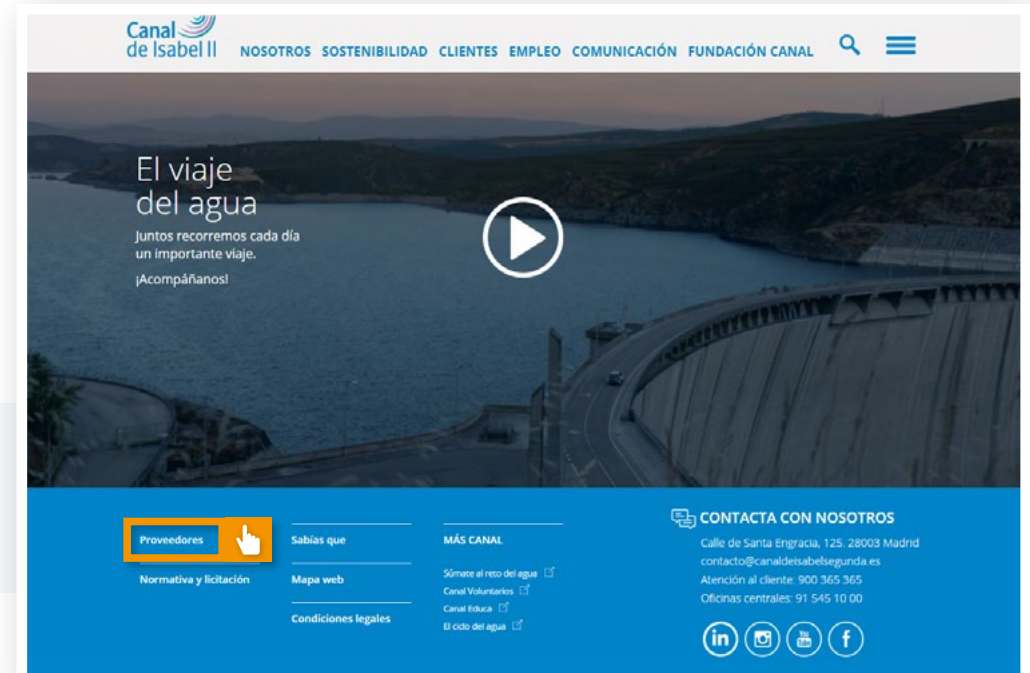 Canal
de Isabel II
NOSOTROS SOSTENIBILIDAD CLIENTES EMPLEO COMUNICACIÓN FUNDACIÓN CANAL
El viaje
del agua
Juntos recorremos cada día
un importante viaje.
¡Acompáñanos!
Proveedores
Normativa y licitación
Sabías que
Mapa web
Condiciones legales
MÁS CANAL
Súmate al reto del agua
Canal Voluntarios
Canal Educa
El ciclo del agua
CONTACTA CON NOSOTROS
Calle de Santa Engracia, 125. 28003 Madrid
contacto@canaldeisabelsegunda.es
Atención al cliente: 900 365 365
Oficinas centrales: 91 545 10 00
in
You
Tube
f